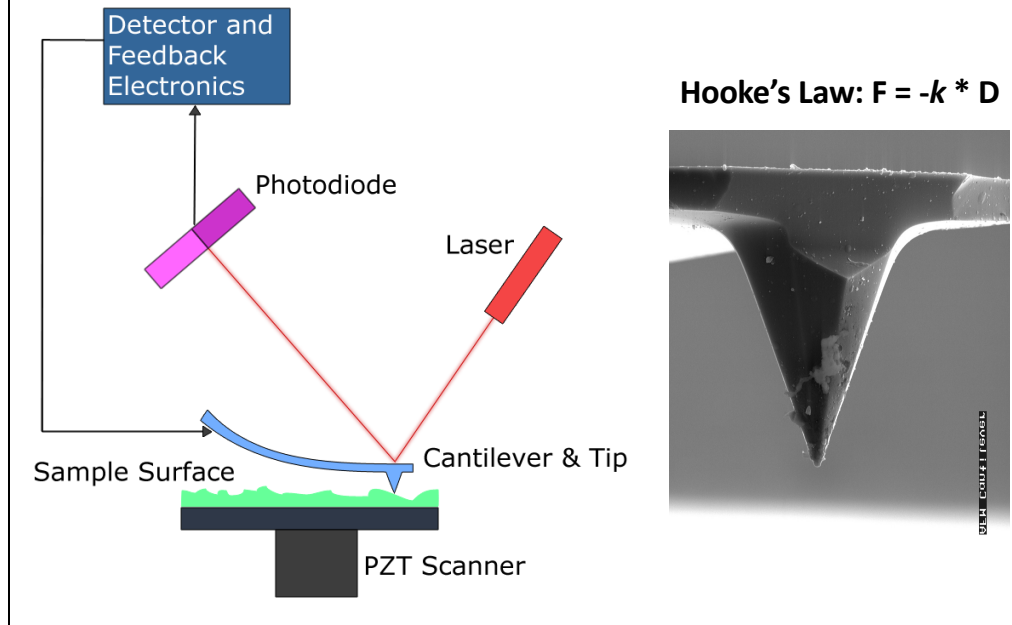 Detector and
Feedback
Electronics
Hooke’s Law: F = -k * D
Photodiode
Laser
Cantilever & Tip
Sample Surface
PZT Scanner